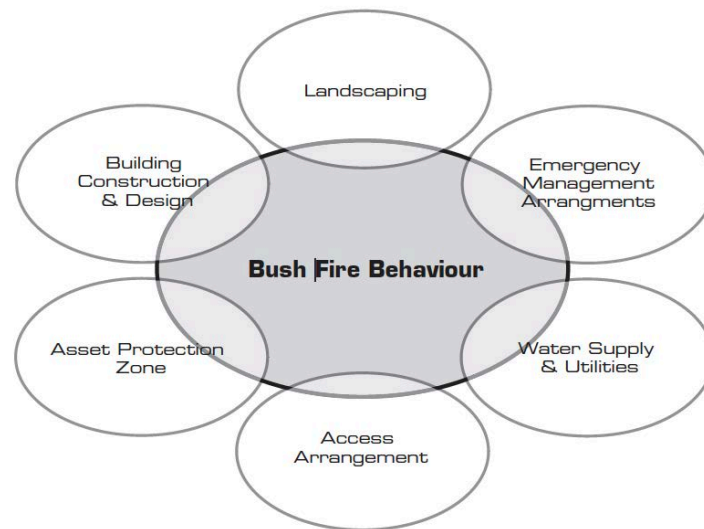 Landscaping
Building
Construction
& Design
Emergency
Management
Arrangments
Bush Fire Behaviour
Asset Protection
Zone
Water Supply
& Utilities
Access
Arrangement